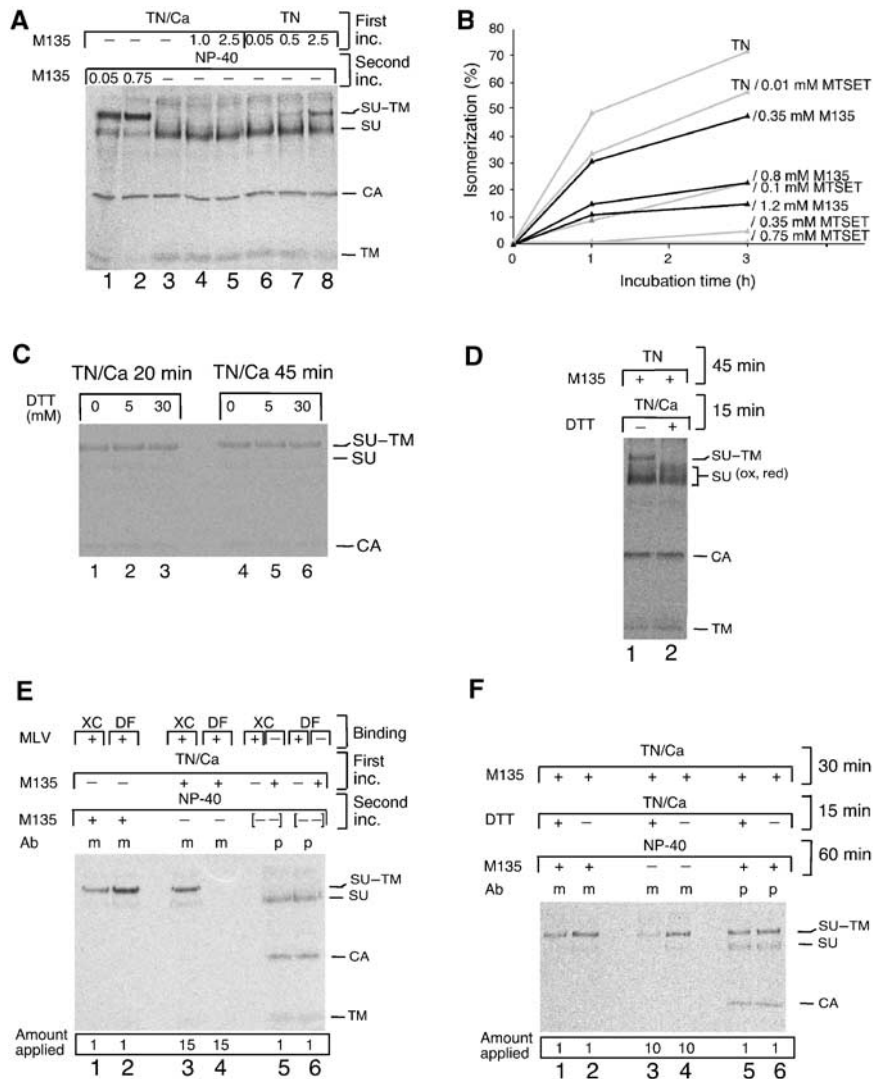 A
TN/Ca TN First inc.
M135 – – – 1.0 2.5 0.05 0.5 2.5
NP-40 Second inc.
M135 0.05 0.75 – – – – – –
SU-TM
SU
CA
TM
1 2 3 4 5 6 7 8
B
Isomerization (%)
80
70
60
50
40
30
20
10
0
0 1 2 3
Incubation time (h)
TN
TN / 0.01 mM MTSET
/ 0.35 mM M135
/ 0.8 mM M135
/ 0.1 mM MTSET
/ 1.2 mM M135
/ 0.35 mM MTSET
/ 0.75 mM MTSET
C
TN/Ca 20 min TN/Ca 45 min
DTT (mM) 0 5 30 0 5 30
SU–TM
SU
CA
1 2 3 4 5 6
D
TN 45 min
M135 + +
TN/Ca 15 min
DTT – +
SU–TM
SU (ox, red)
CA
TM
1 2
E
XC DF XC DF XC DF Binding
MLV + + + + + – + –
TN/Ca First inc.
M135 – – + + – + – +
NP-40 Second inc.
M135 + + – – [– –] [– –]
Ab m m m m p p
SU–TM
SU
CA
TM
Amount applied 1 1 15 15 1 1
1 2 3 4 5 6
F
TN/Ca 30 min
M135 + + + + + +
TN/Ca 15 min
DTT + – + – + –
NP-40 60 min
M135 + + – – + +
Ab m m m m p p
SU–TM
SU
CA
Amount applied 1 1 10 10 1 1
1 2 3 4 5 6